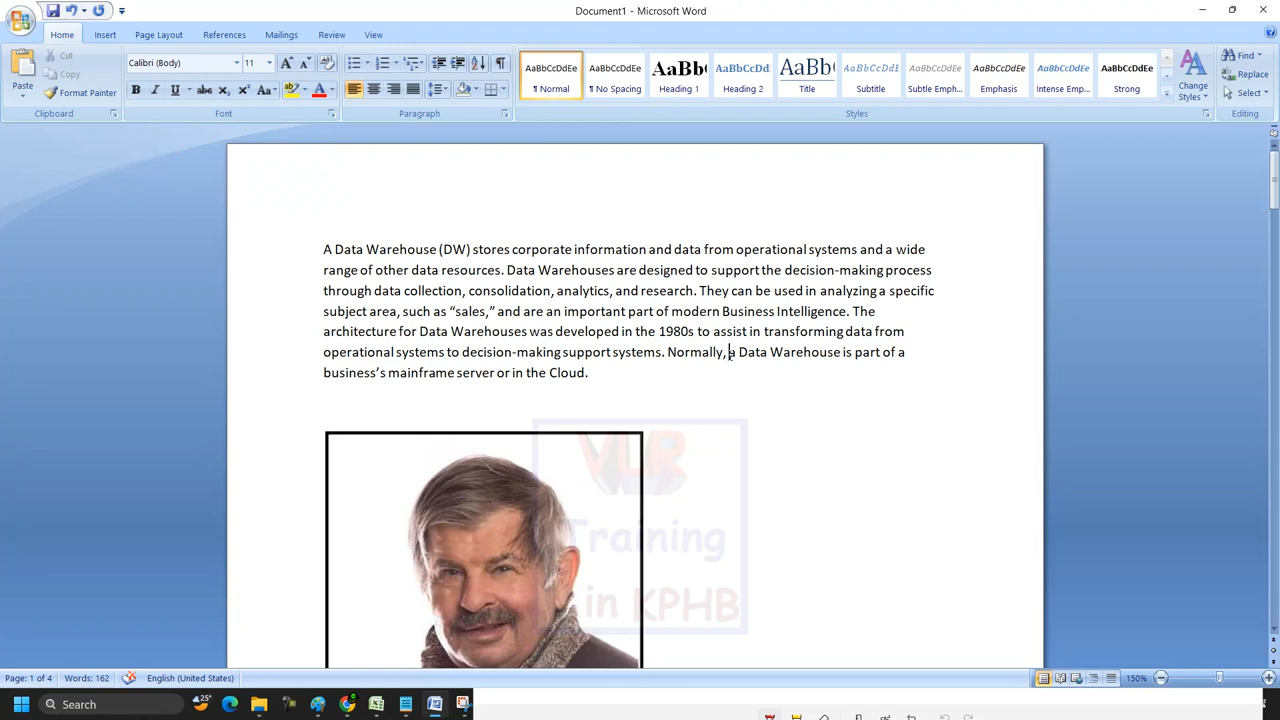 Document1 - Microsoft Word
Home Insert Page Layout References Mailings Review View
Cut
Copy
Paste
Format Painter
Clipboard
Calibri (Body) 11
B I U abc x₂ x² Aa A
Font
Paragraph
AaBbCcDdEe AaBbCcDdEe AaBb( AaBbCcDd. AaBb( AaBbCcDdE AaBbCcDdEe AaBbCcDdEe AaBbCcDdEe AaBbCcDdEe
¶ Normal ¶ No Spacing Heading 1 Heading 2 Title Subtitle Subtle Emph... Emphasis Intense Emp... Strong
Change
Styles
Styles
Find
Replace
Select
Editing
A Data Warehouse (DW) stores corporate information and data from operational systems and a wide
range of other data resources. Data Warehouses are designed to support the decision-making process
through data collection, consolidation, analytics, and research. They can be used in analyzing a specific
subject area, such as “sales,” and are an important part of modern Business Intelligence. The
architecture for Data Warehouses was developed in the 1980s to assist in transforming data from
operational systems to decision-making support systems. Normally, a Data Warehouse is part of a
business’s mainframe server or in the Cloud.
VLR
Training
in KPHB
Page: 1 of 4 Words: 162 English (United States) 150%
Search 25°